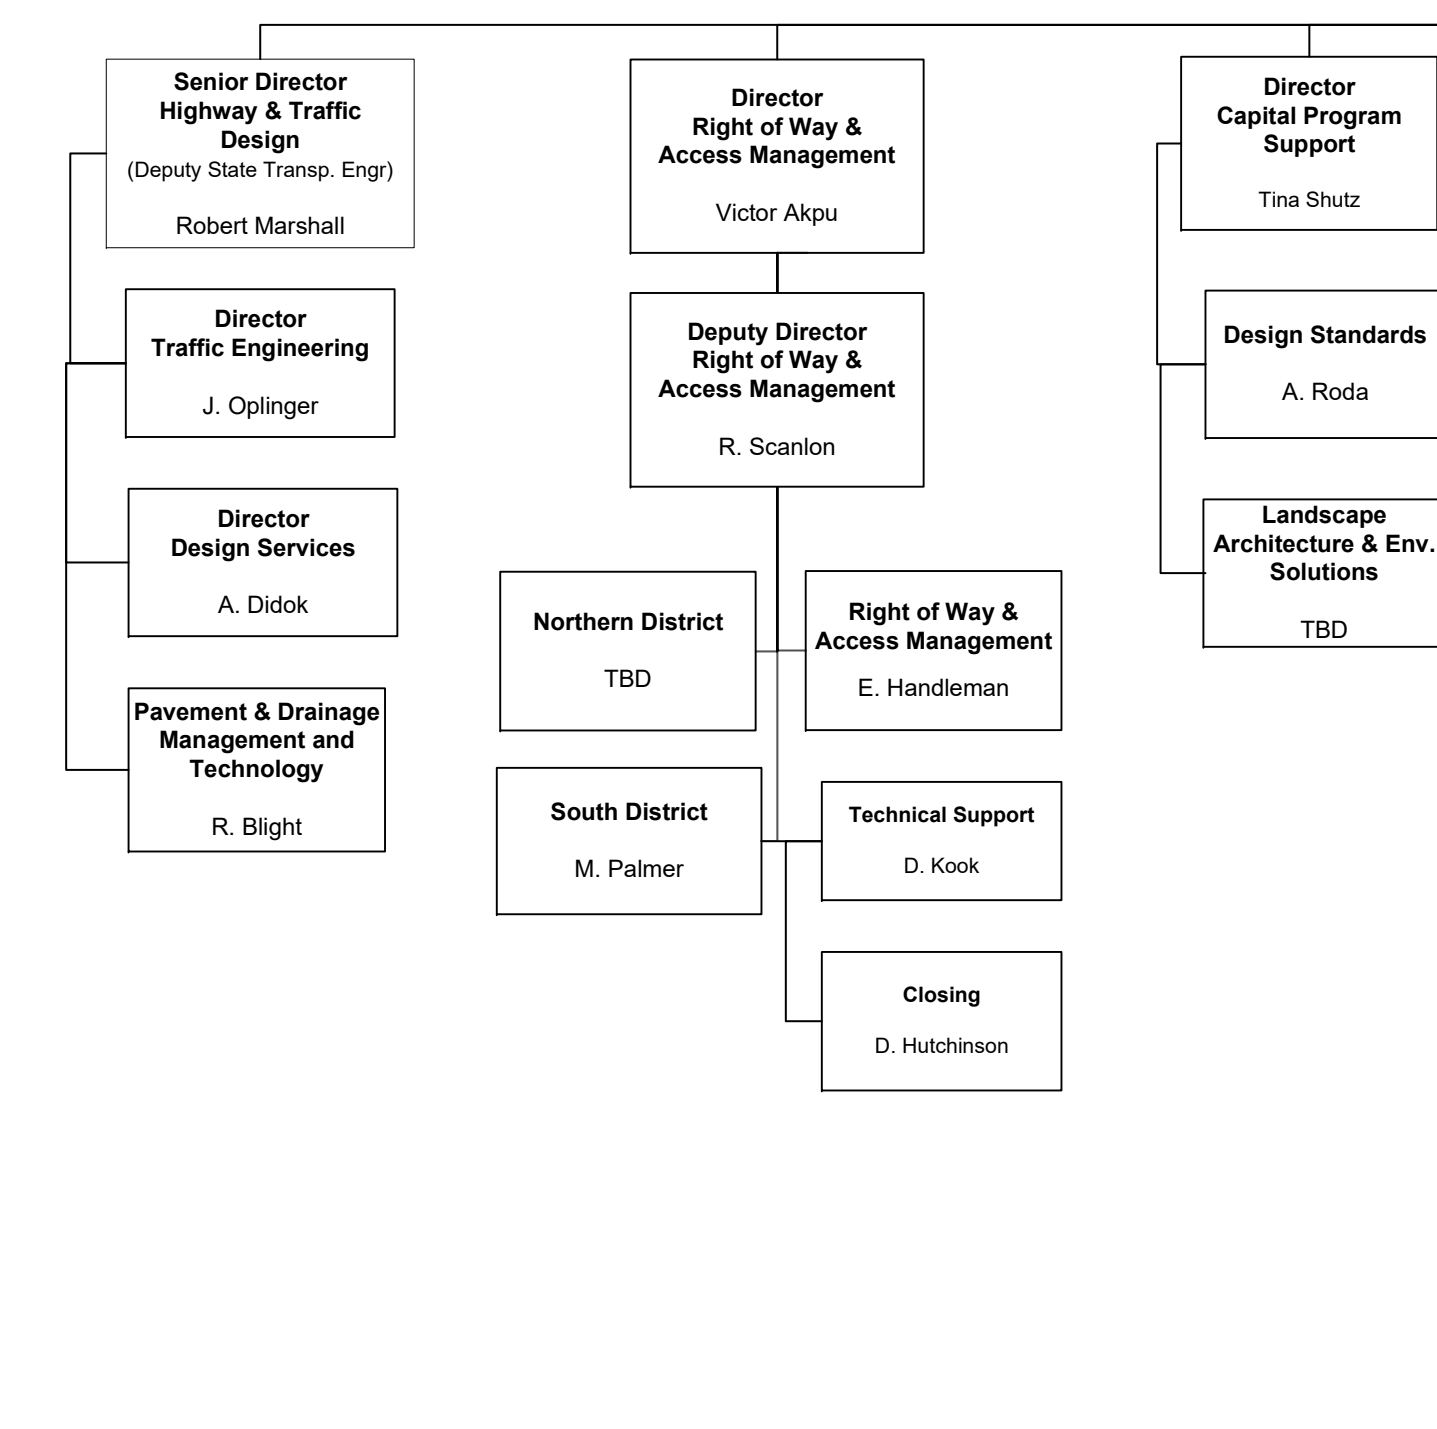 Senior Director
Highway & Traffic
Design
(Deputy State Transp. Engr)
Robert Marshall
Director
Traffic Engineering
J. Oplinger
Director
Design Services
A. Didok
Pavement & Drainage
Management and
Technology
R. Blight
Director
Right of Way &
Access Management
Victor Akpu
Deputy Director
Right of Way &
Access Management
R. Scanlon
Northern District
TBD
Right of Way &
Access Management
E. Handleman
South District
M. Palmer
Technical Support
D. Kook
Closing
D. Hutchinson
Director
Capital Program
Support
Tina Shutz
Design Standards
A. Roda
Landscape
Architecture & Env.
Solutions
TBD